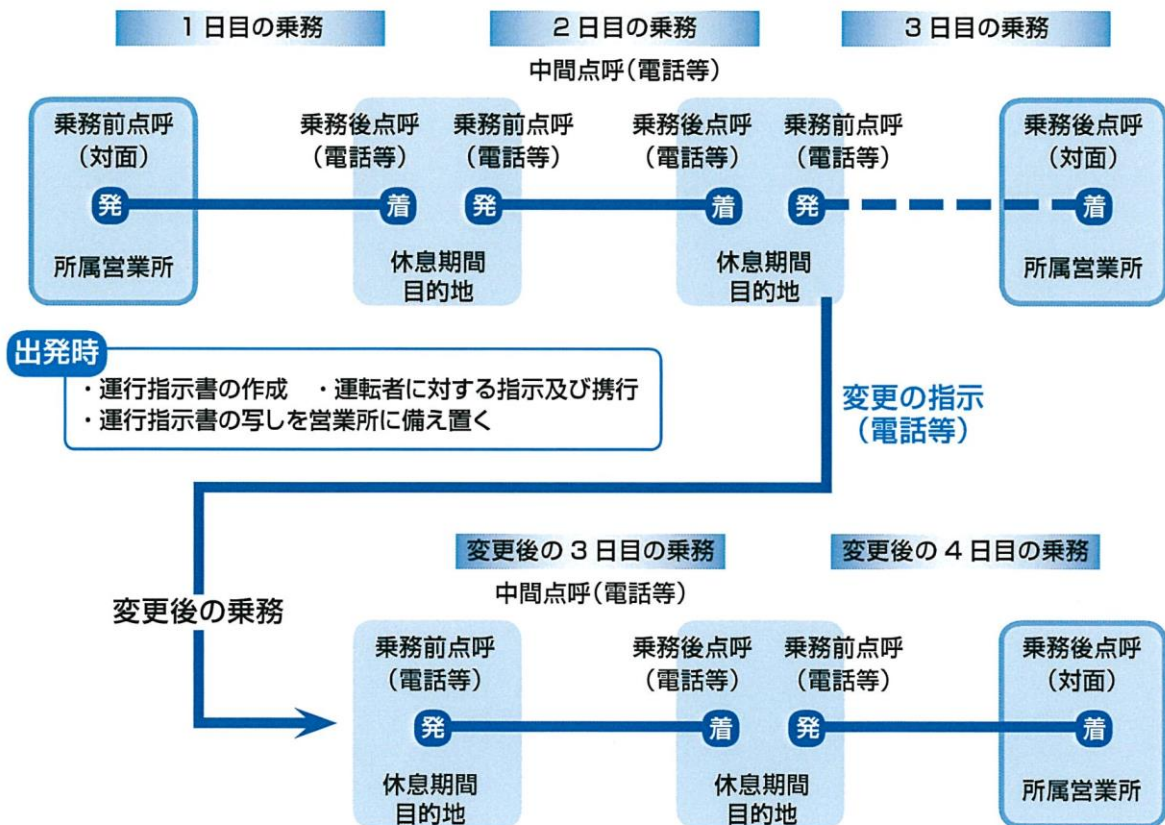 1日目の乗務
2日目の乗務
3日目の乗務
中間点呼(電話等)
乗務前点呼
(対面)
発
所属営業所
乗務後点呼
(電話等)
着
乗務前点呼
(電話等)
発
休息期間
目的地
乗務後点呼
(電話等)
着
乗務前点呼
(電話等)
発
休息期間
目的地
乗務後点呼
(対面)
着
所属営業所
出発時
・運行指示書の作成 ・運転者に対する指示及び携行
・運行指示書の写しを営業所に備え置く
変更の指示
(電話等)
変更後の3日目の乗務
変更後の4日目の乗務
中間点呼(電話等)
変更後の乗務
乗務前点呼
(電話等)
発
休息期間
目的地
乗務後点呼
(電話等)
着
乗務前点呼
(電話等)
発
休息期間
目的地
乗務後点呼
(対面)
着
所属営業所